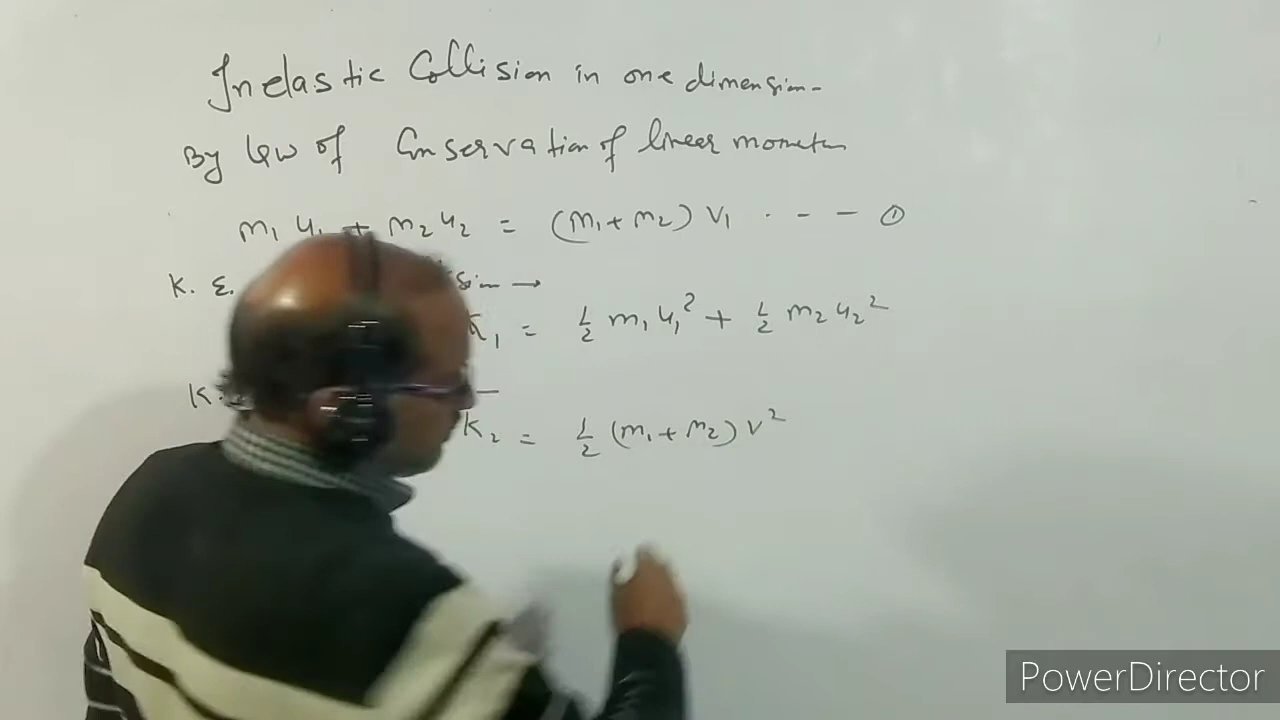 Inelastic Collision in one dimension-
By law of Conservation of linear momentum
m₁ u₁ + m₂ u₂ = (m₁ + m₂) V₁ - - - ①
K. E. →
K₁ = ½ m₁ u₁² + ½ m₂ u₂²
K
K₂ = ½ (m₁ + m₂) V²
PowerDirector